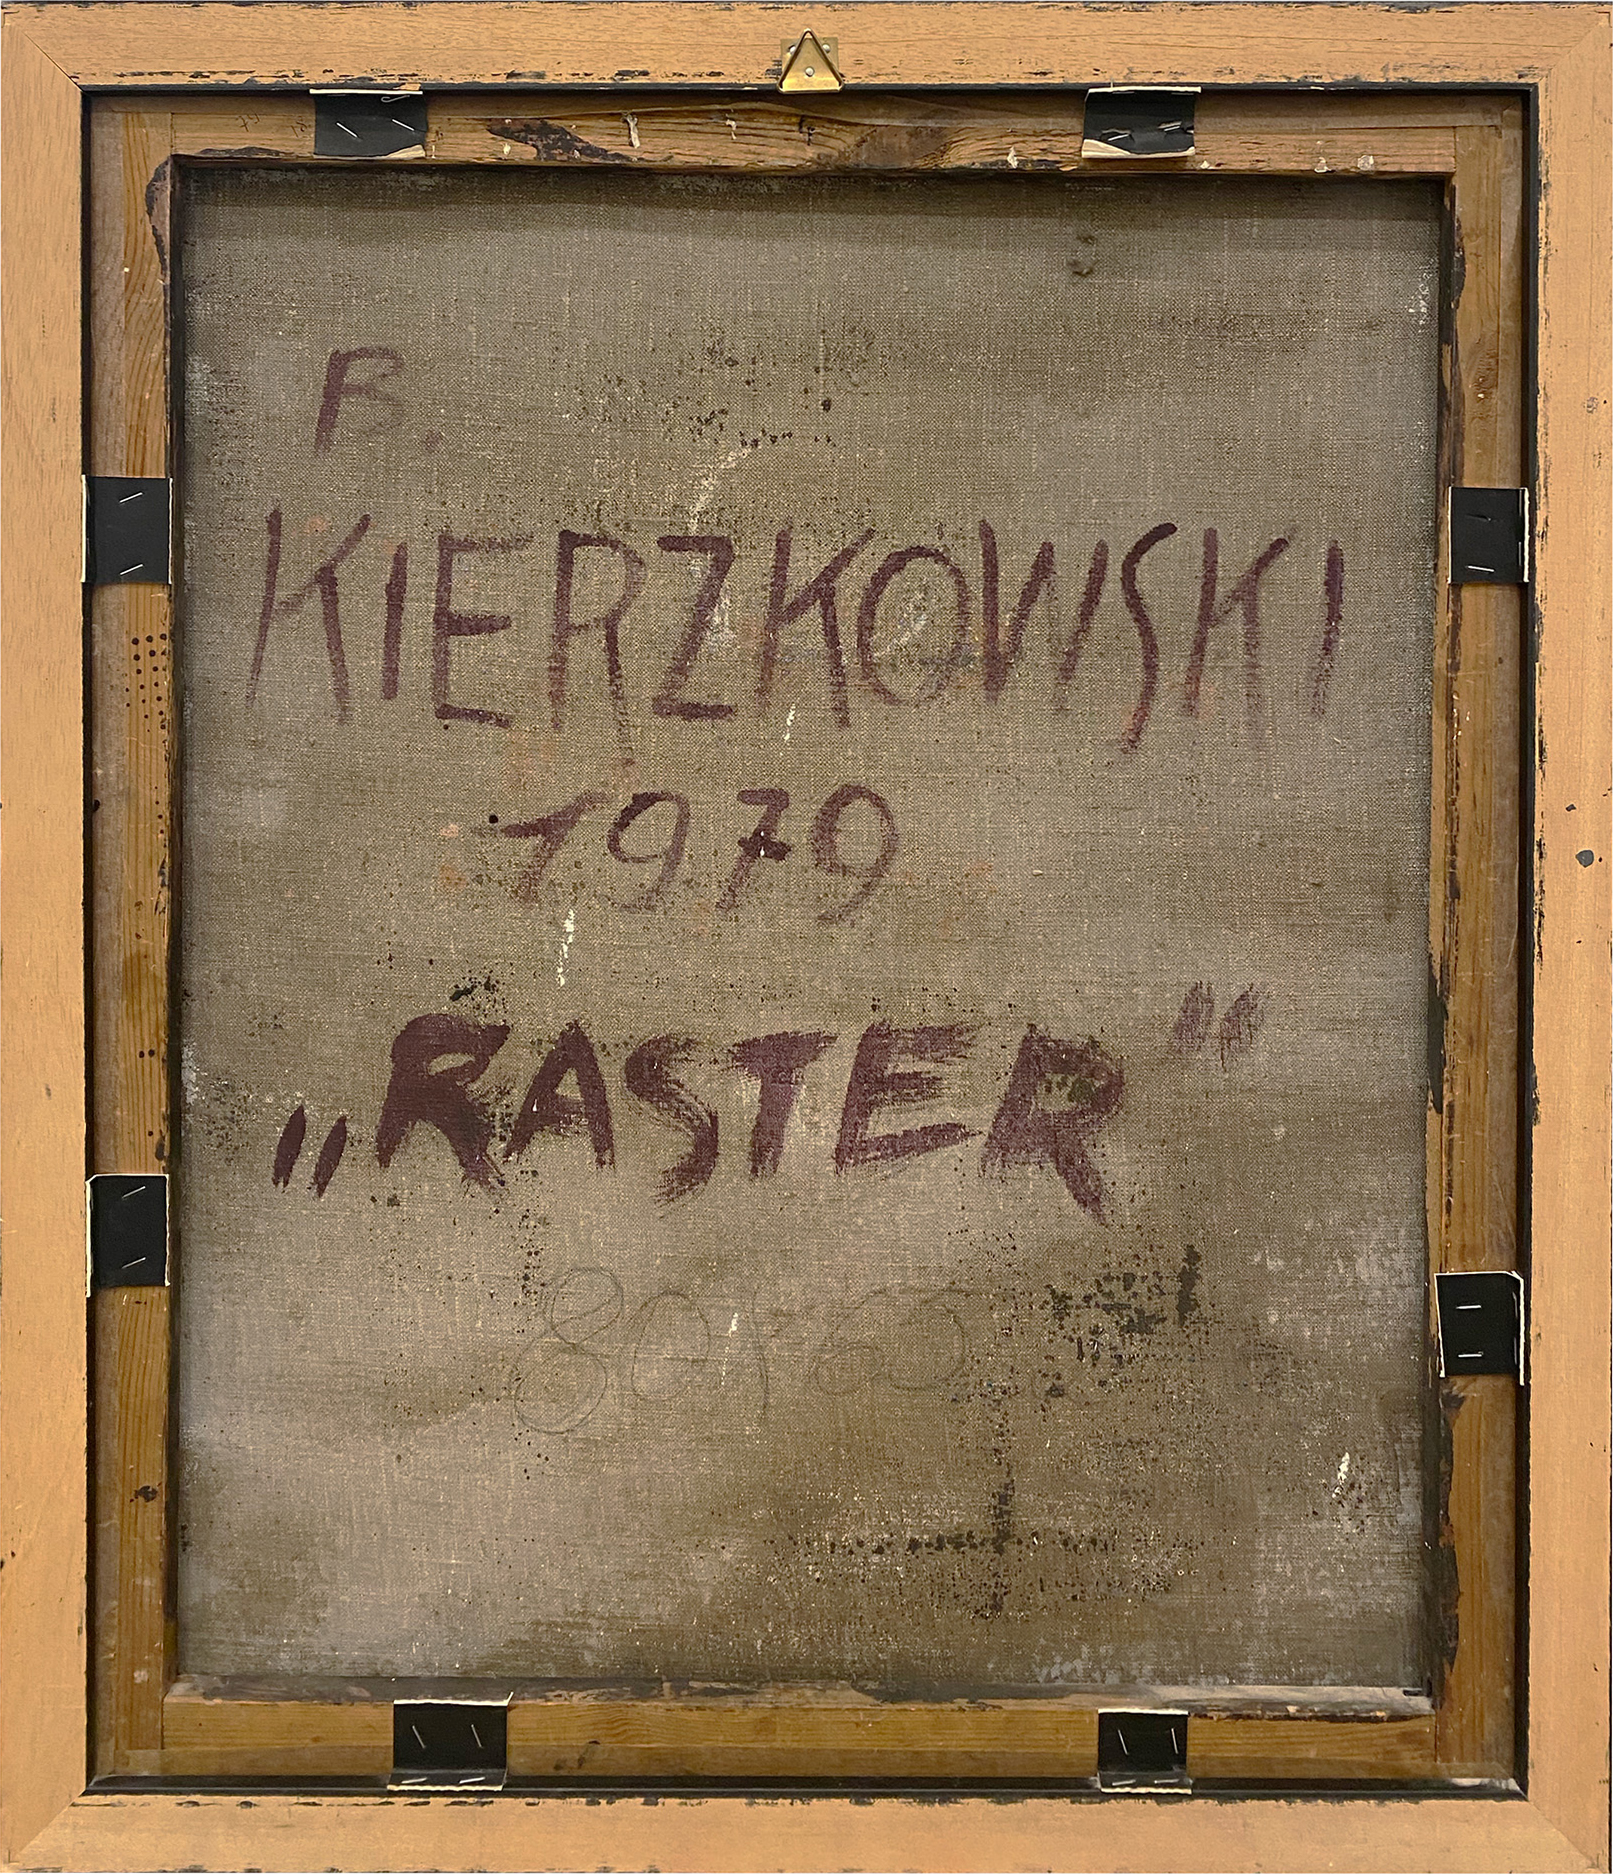 B.
KIERZKOWSKI
1979
„RASTER"